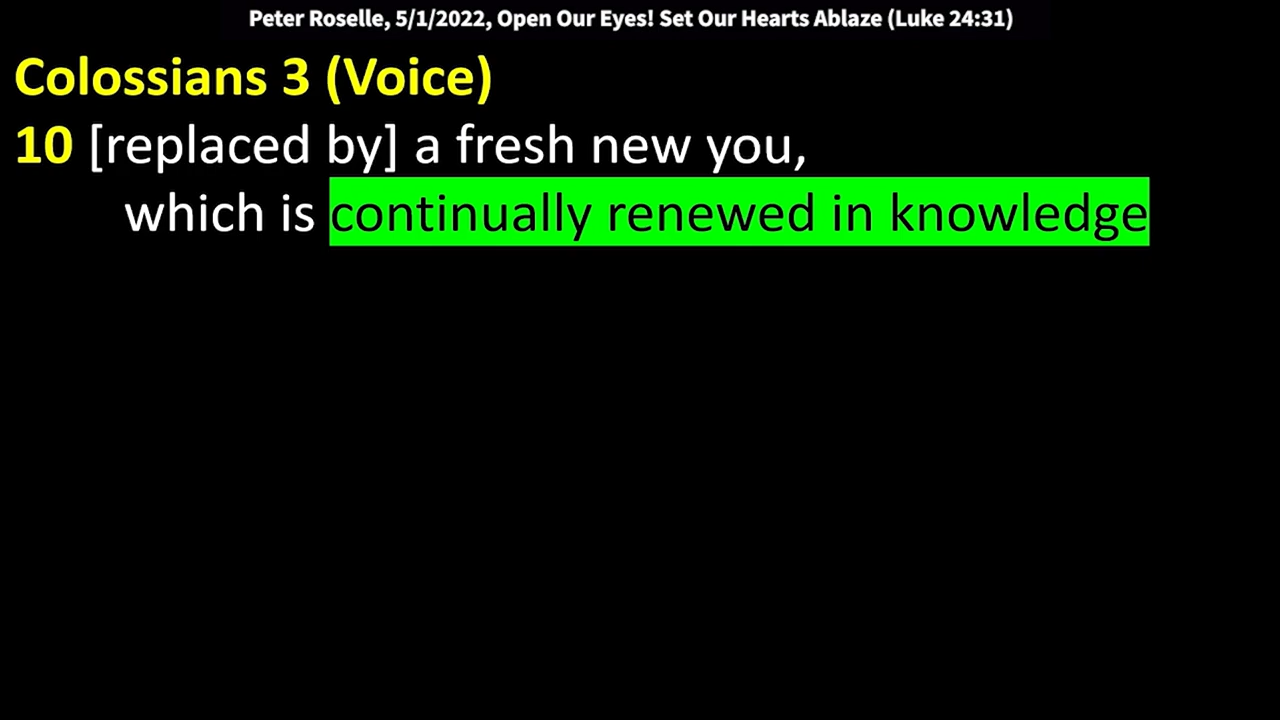 Peter Roselle, 5/1/2022, Open Our Eyes! Set Our Hearts Ablaze (Luke 24:31)
Colossians 3 (Voice)
10 [replaced by] a fresh new you,
which is continually renewed in knowledge